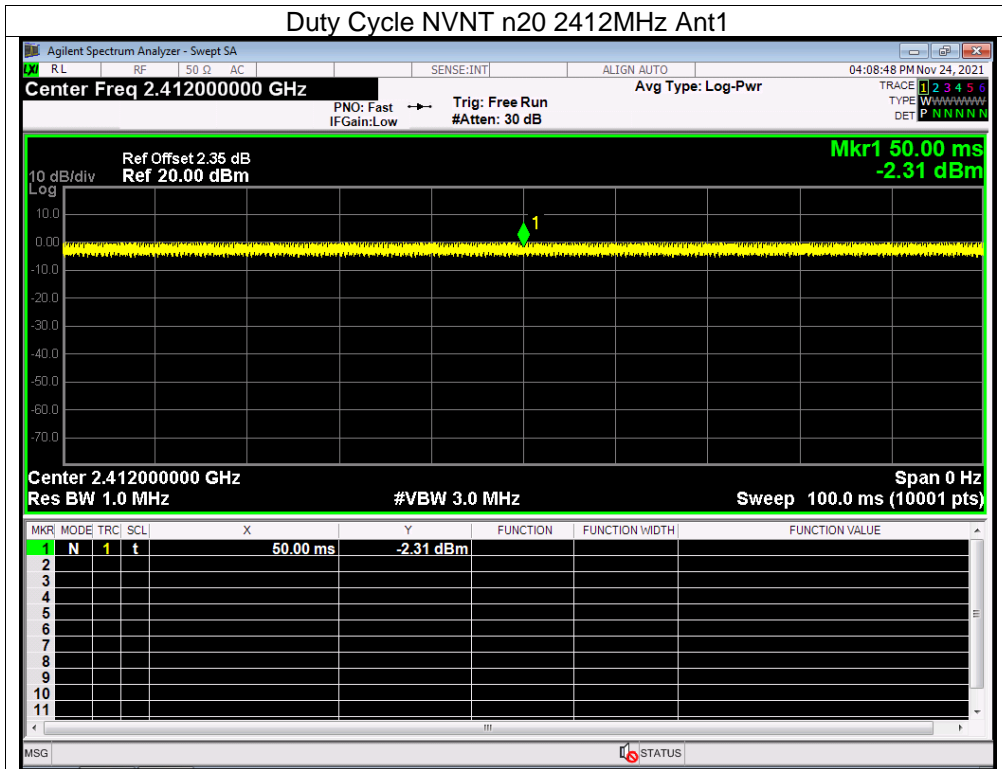 Duty Cycle NVNT n20 2412MHz Ant1
Agilent Spectrum Analyzer - Swept SA
LXI RL RF 50 Ω AC SENSE:INT ALIGN AUTO 04:08:48 PM Nov 24, 2021
Center Freq 2.412000000 GHz Avg Type: Log-Pwr TRACE 1 2 3 4 5 6
PNO: Fast Trig: Free Run TYPE WWWWWW
IFGain:Low #Atten: 30 dB DET P N N N N N
Mkr1 50.00 ms
Ref Offset 2.35 dB
10 dB/div Ref 20.00 dBm -2.31 dBm
Log
10.0
1
0.00
-10.0
-20.0
-30.0
-40.0
-50.0
-60.0
-70.0
Center 2.412000000 GHz Span 0 Hz
Res BW 1.0 MHz #VBW 3.0 MHz Sweep 100.0 ms (10001 pts)
MKR MODE TRC SCL X Y FUNCTION FUNCTION WIDTH FUNCTION VALUE
1 N 1 t 50.00 ms -2.31 dBm
2
3
4
5
6
7
8
9
10
11
MSG STATUS